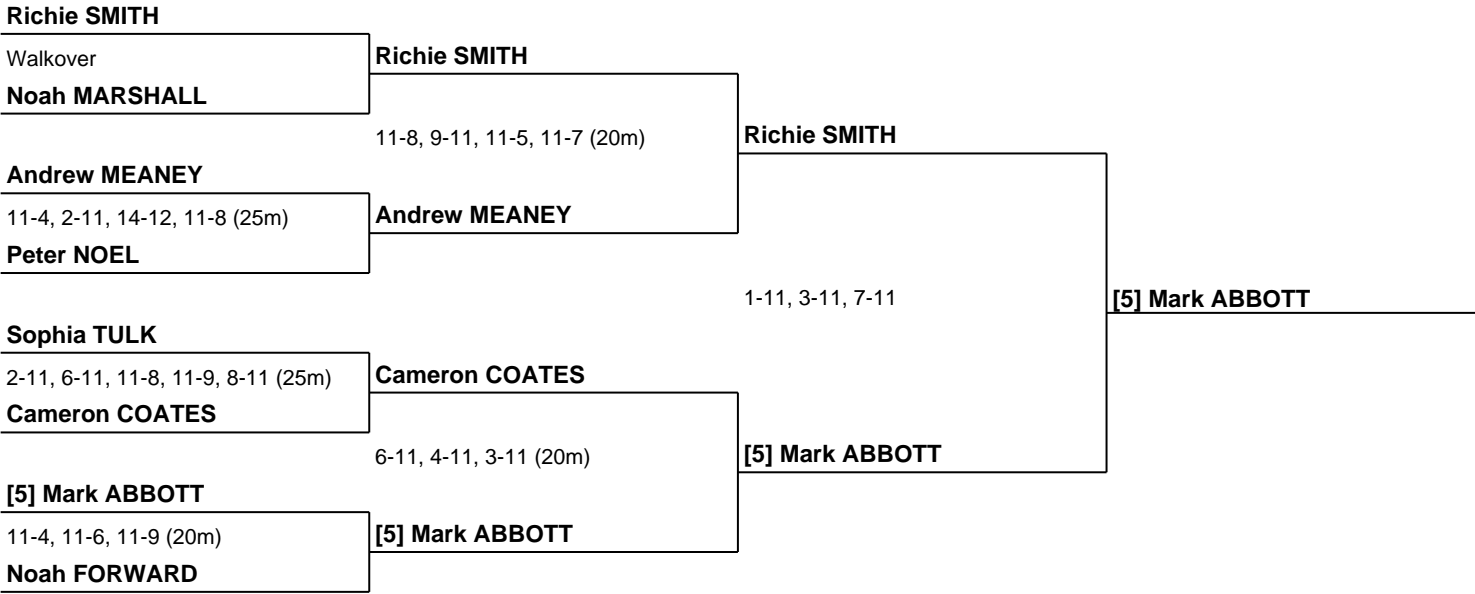 Richie SMITH
Walkover
Richie SMITH
Noah MARSHALL
11-8, 9-11, 11-5, 11-7 (20m)
Richie SMITH
Andrew MEANEY
11-4, 2-11, 14-12, 11-8 (25m)
Andrew MEANEY
Peter NOEL
1-11, 3-11, 7-11
[5] Mark ABBOTT
Sophia TULK
2-11, 6-11, 11-8, 11-9, 8-11 (25m)
Cameron COATES
Cameron COATES
6-11, 4-11, 3-11 (20m)
[5] Mark ABBOTT
[5] Mark ABBOTT
11-4, 11-6, 11-9 (20m)
[5] Mark ABBOTT
Noah FORWARD